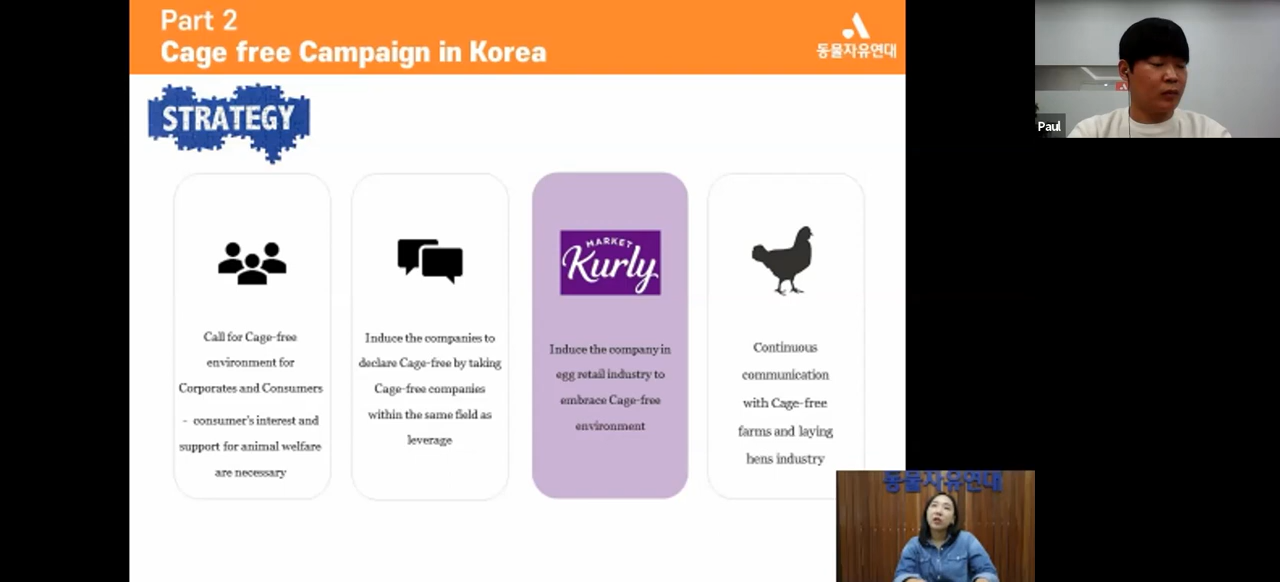 Part 2
Cage free Campaign in Korea
동물자유연대
STRATEGY
Call for Cage-free
environment for
Corporates and Consumers
- consumer's interest and
support for animal welfare
are necessary
Induce the companies to
declare Cage-free by taking
Cage-free companies
within the same field as
leverage
MARKET
Kurly
Induce the company in
egg retail industry to
embrace Cage-free
environment
Continuous
communication
with Cage-free
farms and laying
hens industry
Paul
동물자유연대